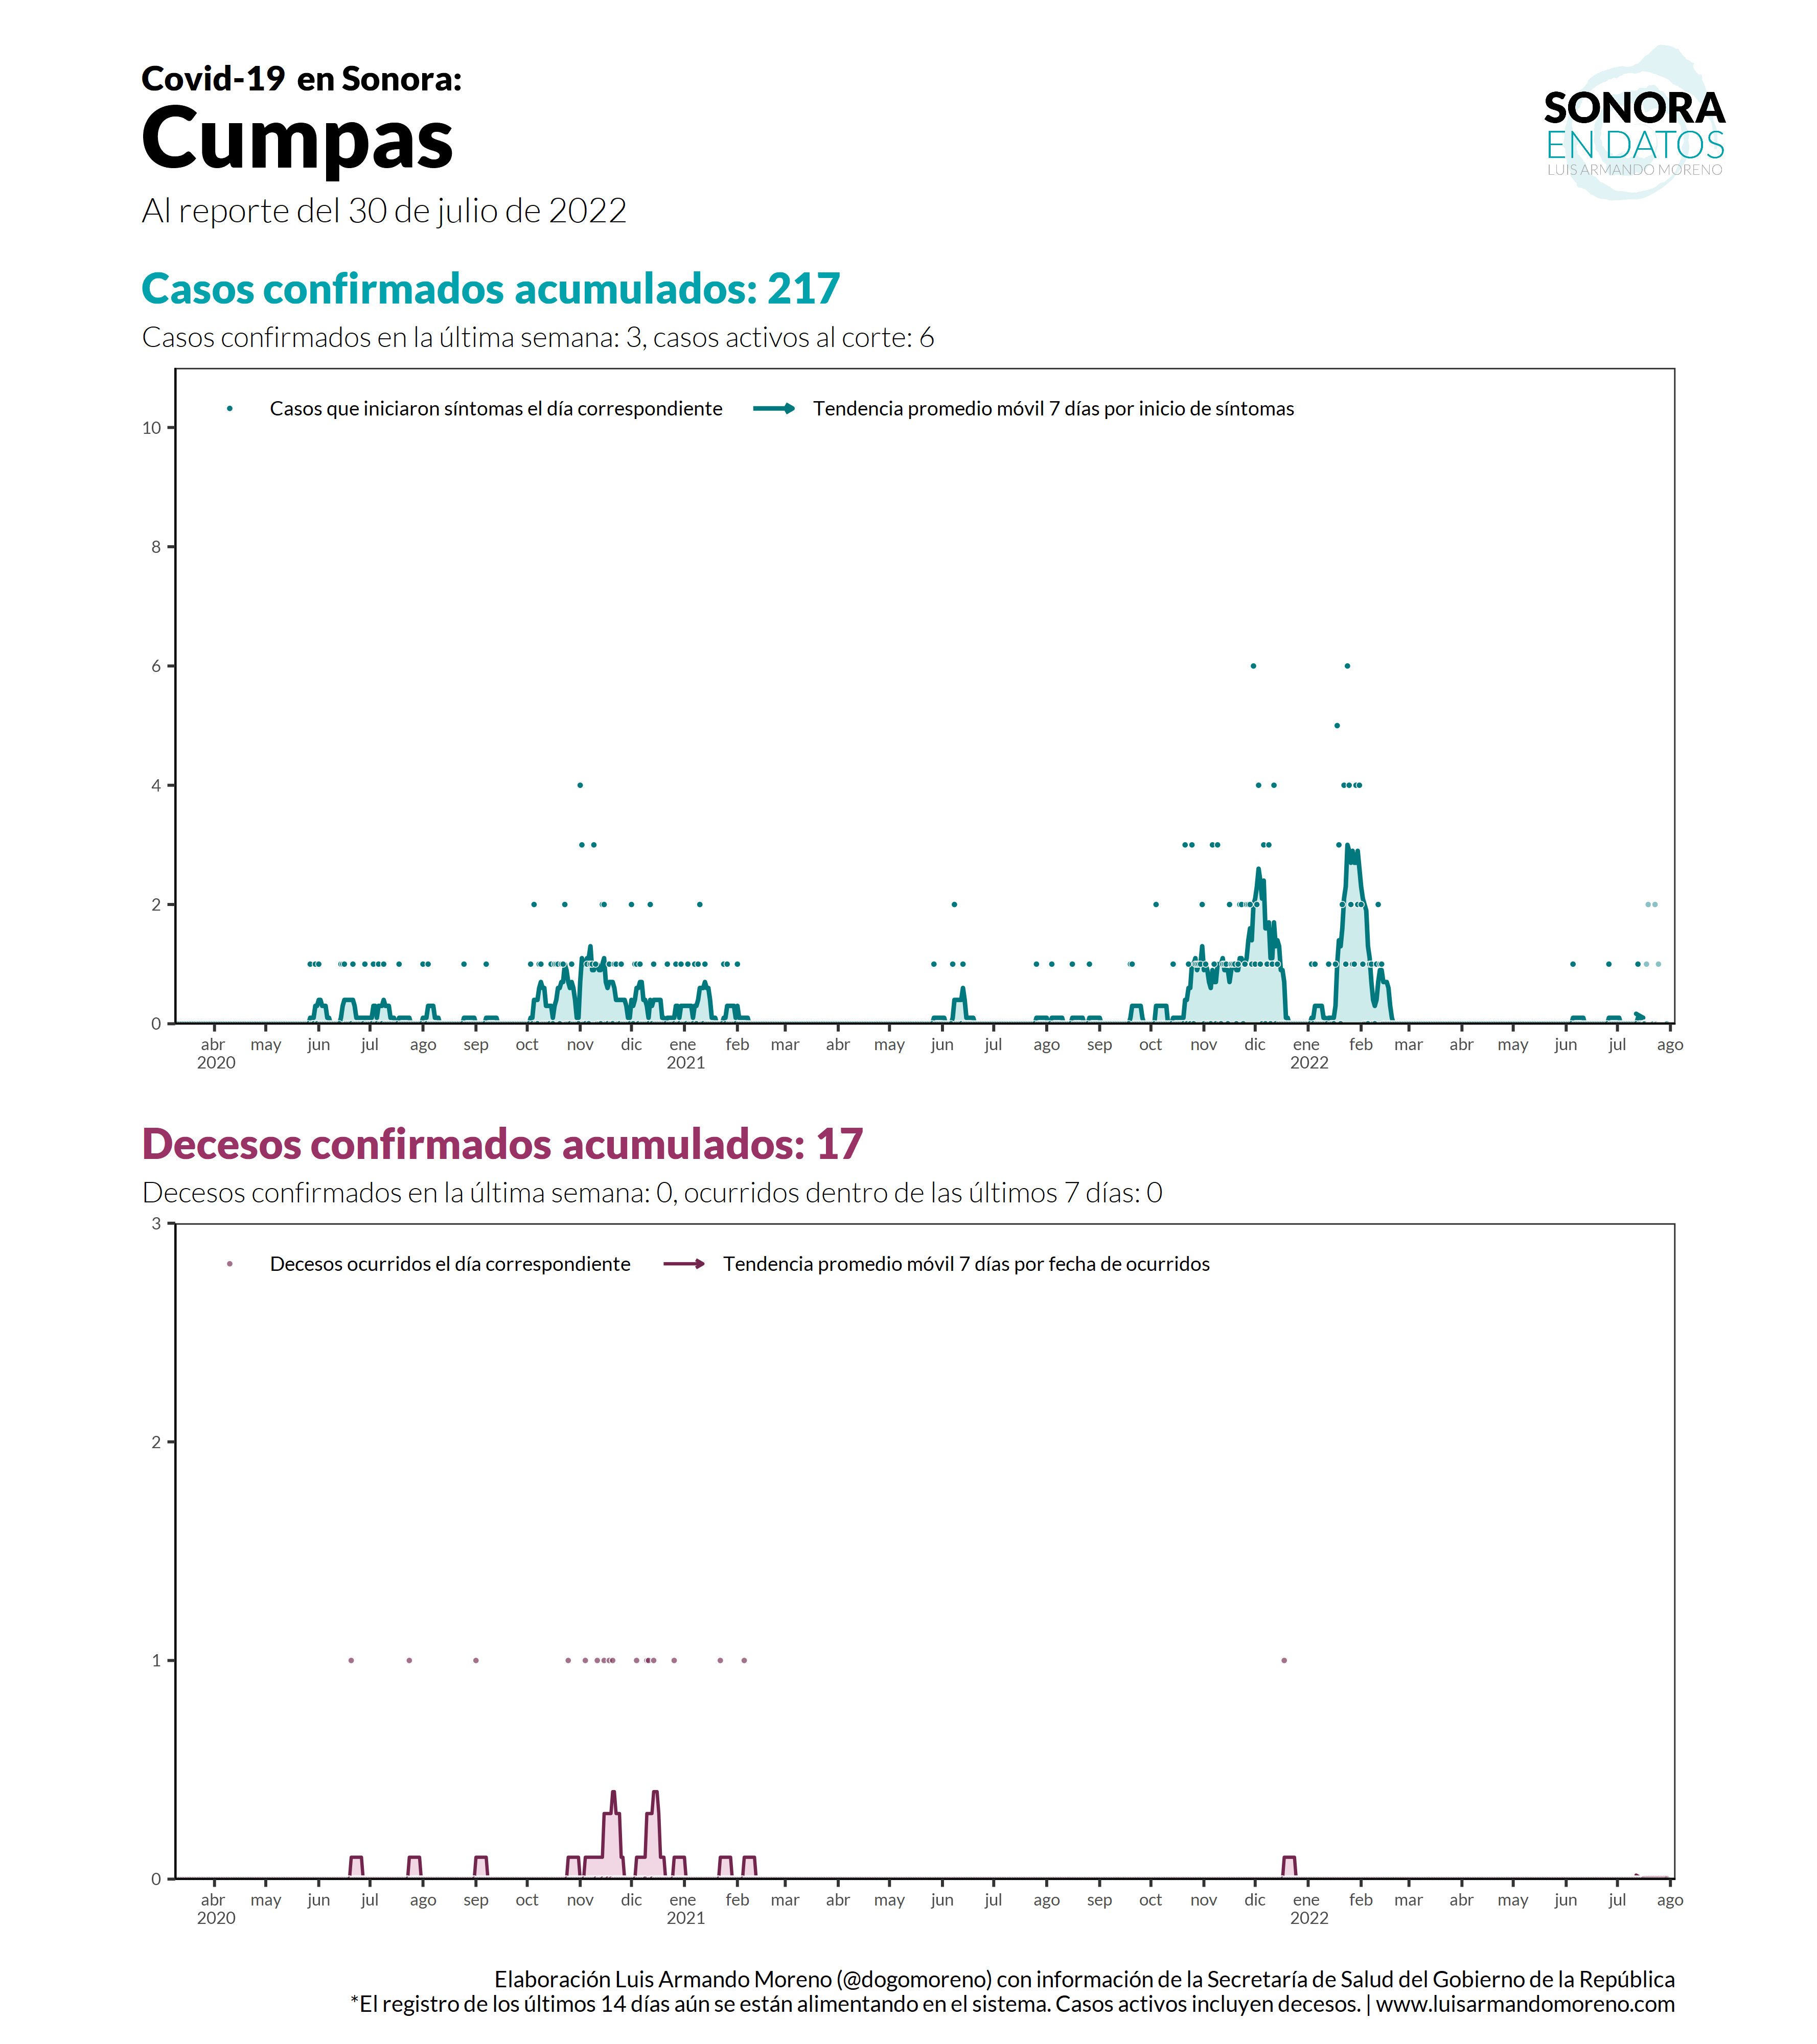 Covid-19 en Sonora:
Cumpas
Al reporte del 30 de julio de 2022
SONORA
EN DATOS
LUIS ARMANDO MORENO
Casos confirmados acumulados: 217
Casos confirmados en la última semana: 3, casos activos al corte: 6
Casos que iniciaron síntomas el día correspondiente Tendencia promedio móvil 7 días por inicio de síntomas
10
8
6
4
2
0
abr may jun jul ago sep oct nov dic ene feb mar abr may jun jul ago sep oct nov dic ene feb mar abr may jun jul ago
2020 2021 2022
Decesos confirmados acumulados: 17
Decesos confirmados en la última semana: 0, ocurridos dentro de las últimos 7 días: 0
3
Decesos ocurridos el día correspondiente Tendencia promedio móvil 7 días por fecha de ocurridos
2
1
0
abr may jun jul ago sep oct nov dic ene feb mar abr may jun jul ago sep oct nov dic ene feb mar abr may jun jul ago
2020 2021 2022
Elaboración Luis Armando Moreno (@dogomoreno) con información de la Secretaría de Salud del Gobierno de la República
*El registro de los últimos 14 días aún se están alimentando en el sistema. Casos activos incluyen decesos. | www.luisarmandomoreno.com